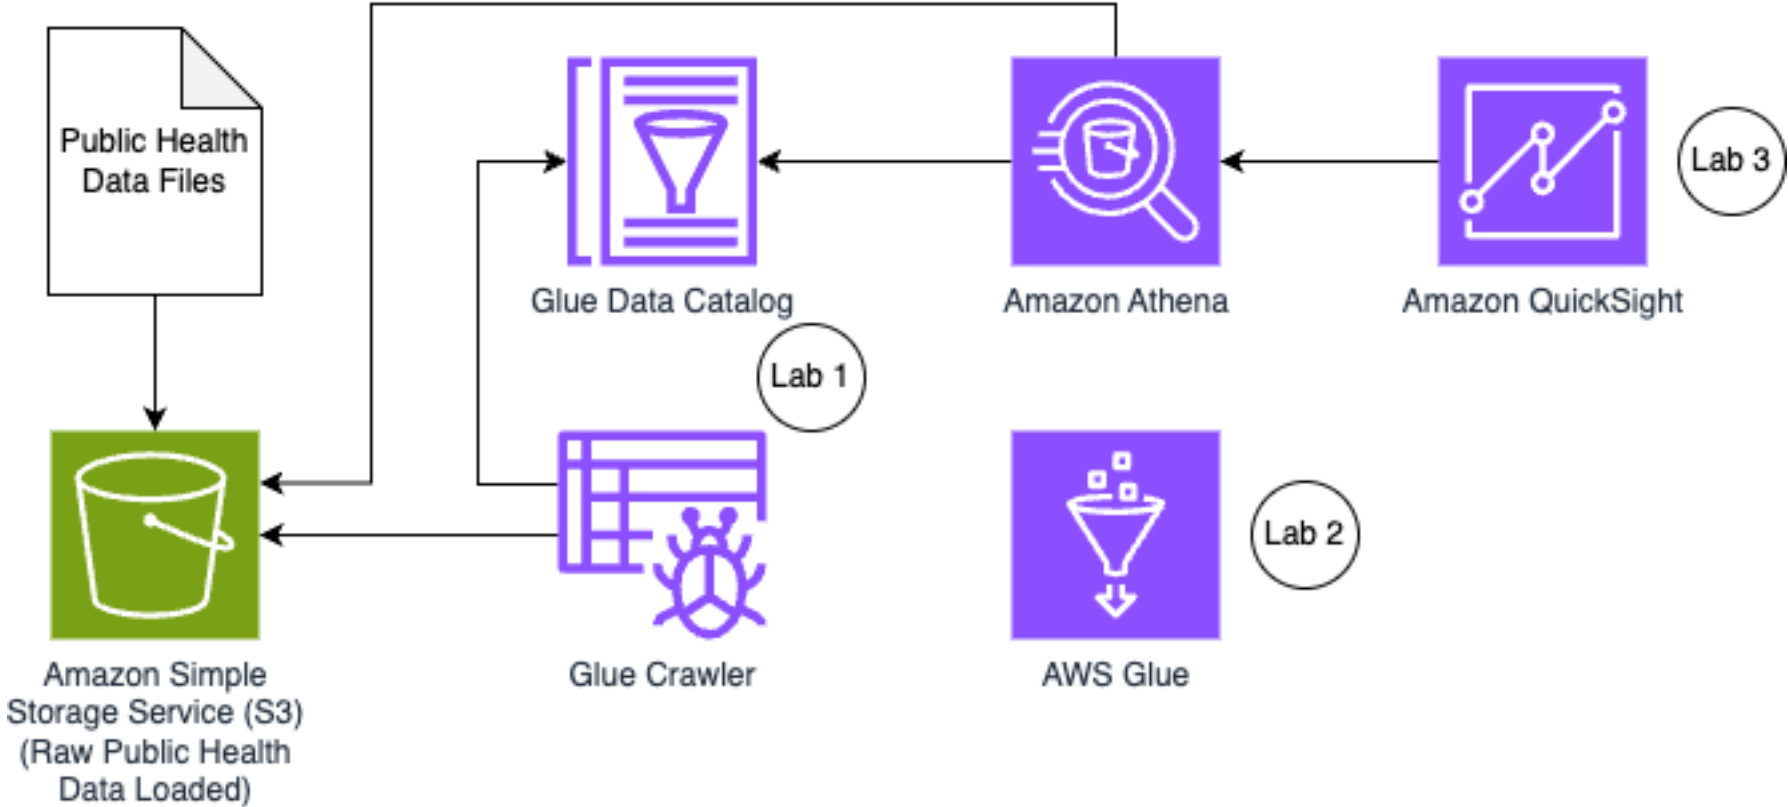 Public Health
Data Files
Glue Data Catalog
Amazon Athena
Amazon QuickSight
Lab 3
Lab 1
Lab 2
Amazon Simple
Storage Service (S3)
(Raw Public Health
Data Loaded)
Glue Crawler
AWS Glue